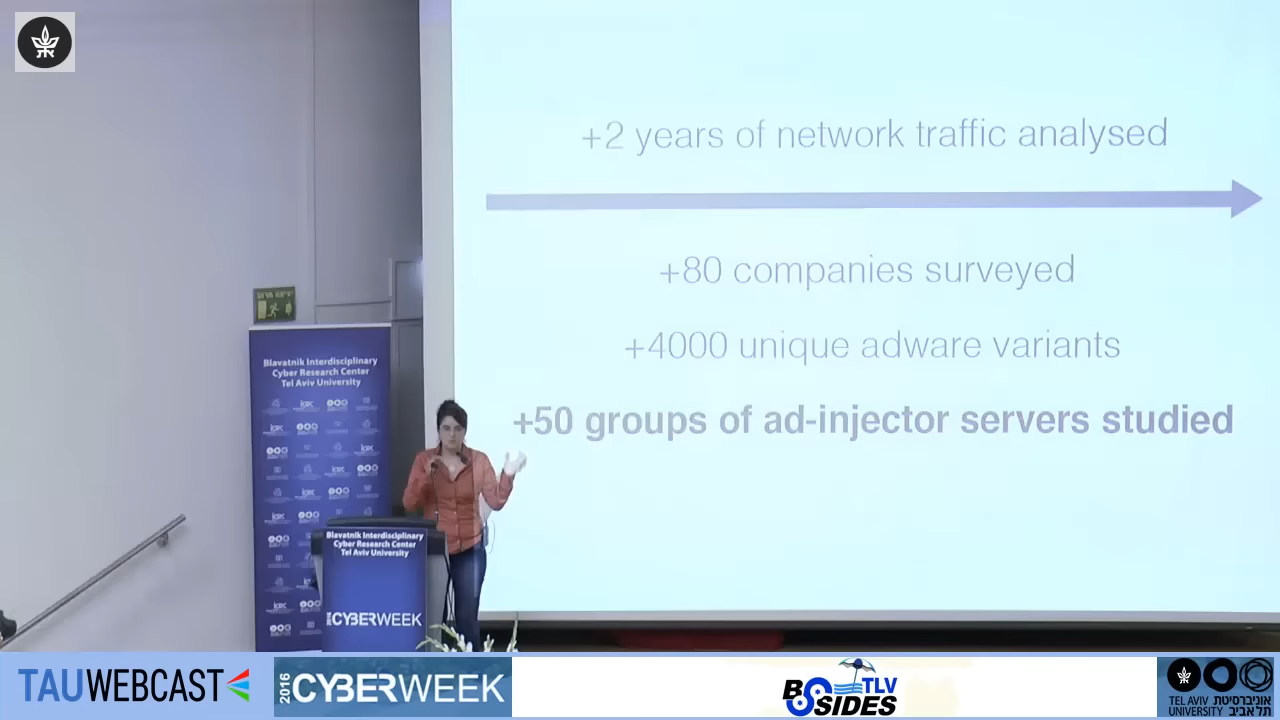 +2 years of network traffic analysed
+80 companies surveyed
+4000 unique adware variants
+50 groups of ad-injector servers studied
Blavatnik Interdisciplinary
Cyber Research Center
Tel Aviv University
Blavatnik Interdisciplinary
Cyber Research Center
Tel Aviv University
2016 CYBERWEEK
TAUWEBCAST
2016 CYBERWEEK
BSIDES TLV
TEL AVIV אוניברסיטת
UNIVERSITY תל אביב